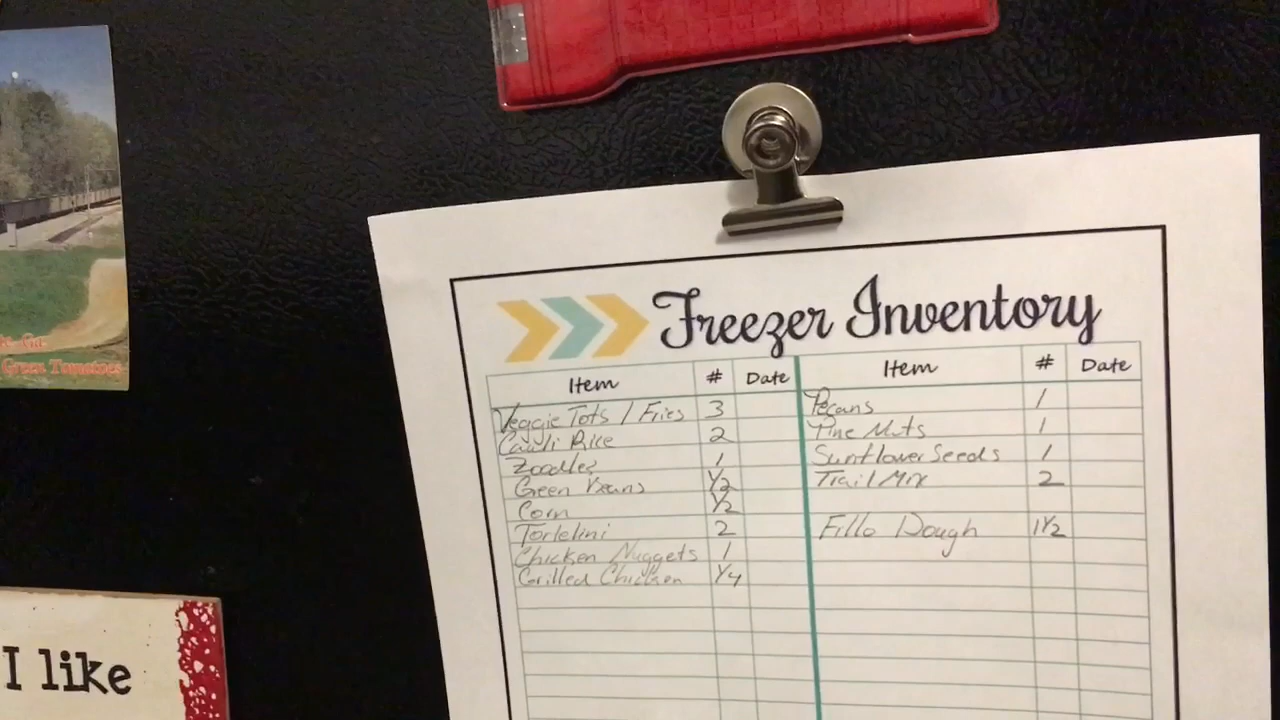 Freezer Inventory
Item # Date
Veggie Tots / Fries 3
Cauli Rice 2
Zoodles 1
Green Beans 1/2
Corn 1/2
Tortelini 2
Chicken Nuggets 1
Grilled Chicken 1/4
Item # Date
Pecans 1
Pine Nuts 1
Sunflower Seeds 1
Trail Mix 2
Fillo Dough 1 1/2
Green Tomatoes
I like